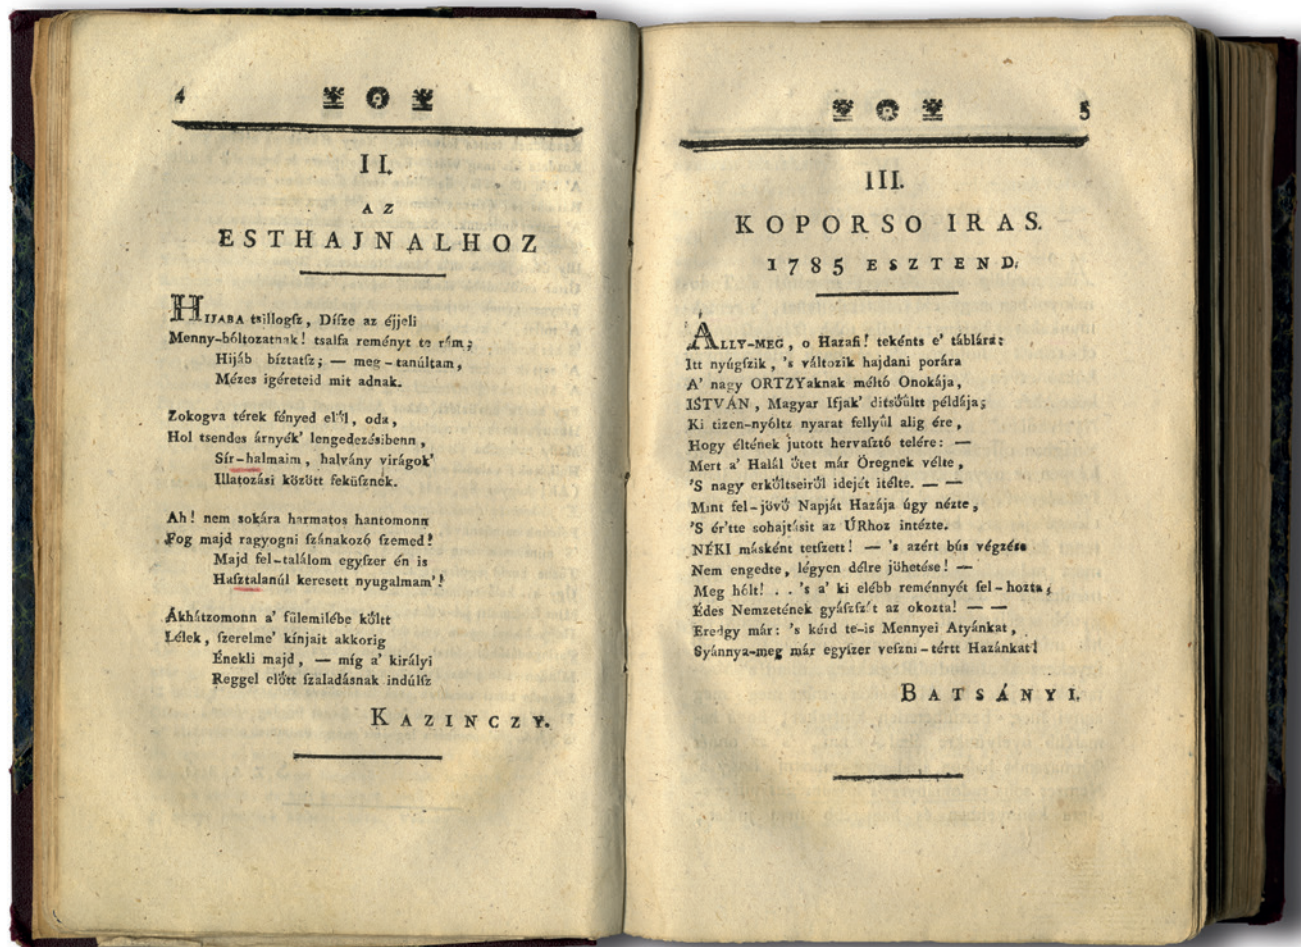 4
II.
AZ
ESTHAJNALHOZ
HIJABA tsillogſz, Díſze az éjjeli
Menny-bóltozatnak! tsalfa reményt te rám;
Hijáb bíztatſz; — meg-tanúltam,
Mézes igéreteid mit adnak.
Zokogva térek fényed elől, oda,
Hol tsendes árnyék' lengedezésibenn,
Sír-halmaim, halvány virágok'
Illatozási között feküſznek.
Ah! nem sokára harmatos hantomonn
Fog majd ragyogni ſzánakozó ſzemed!
Majd fel-találom egyſzer én is
Haſztalanúl keresett nyugalmam'!
Ákhátzomonn a' fülemilébe költt
Lélek, ſzerelme' kínjait akkorig
Énekli majd, — míg a' királyi
Reggel előtt ſzaladásnak indúlſz
KAZINCZY.
5
III.
KOPORSO IRAS.
1785 ESZTEND.
ÁLLY-MEG, o Hazafi! tekénts e' táblára:
Itt nyúgſzik, 's változik hajdani porára
A' nagy ORTZYaknak méltó Onokája,
ISTVÁN, Magyar Ifjak' ditsőűltt példája;
Ki tizen-nyóltz nyarat fellyűl alig ére,
Hogy éltének jutott hervaſztó telére: —
Mert a' Halál őtet már Öregnek vélte,
'S nagy erköltseiről idejét itélte. — —
Mint fel-jövő Napját Hazája úgy nézte,
'S ér'tte sohajtásit az ÚRhoz intézte.
NÉKI másként tetſzett! — 's azért bús végzése
Nem engedte, légyen délre jöhetése! —
Meg hólt! . . 's a' ki elébb reménnyét fel-hozta,
Édes Nemzetének gyáſzſzát az okozta! — —
Eredgy már: 's kérd te-is Mennyei Atyánkat,
Szánnya-meg már egyſzer veſzni-tértt Hazánkat!
BATSÁNYI.